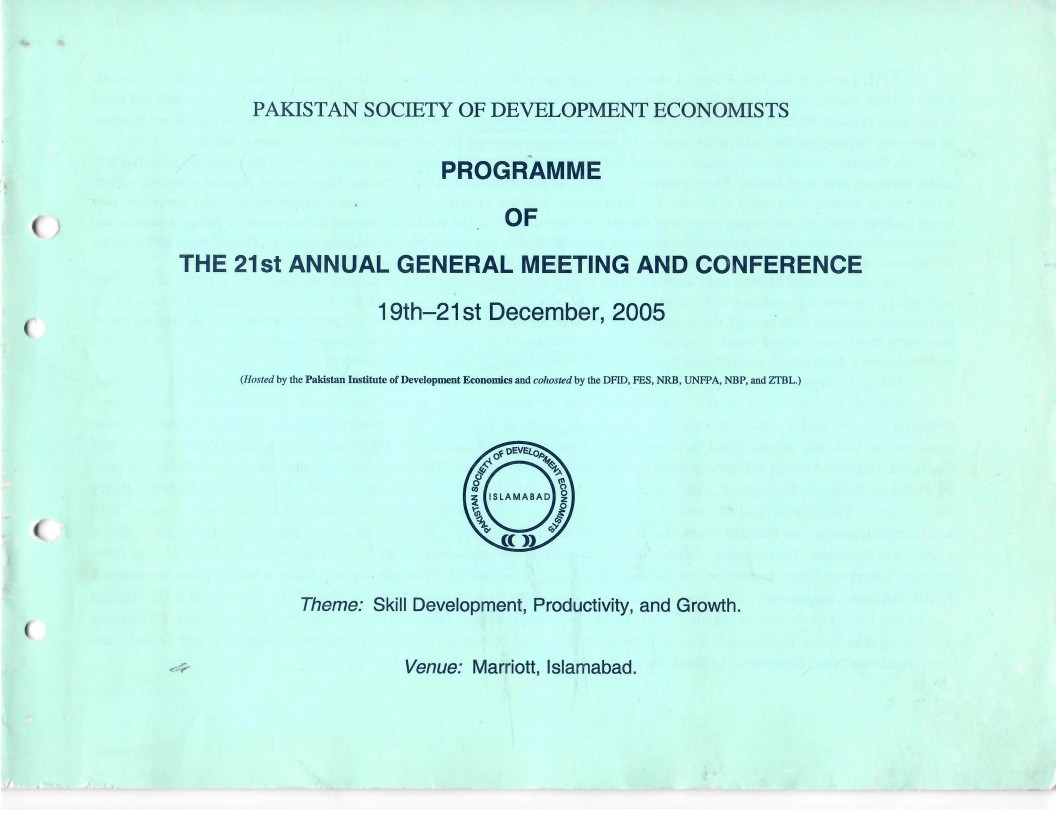 PAKISTAN SOCIETY OF DEVELOPMENT ECONOMISTS
PROGRAMME
OF
THE 21st ANNUAL GENERAL MEETING AND CONFERENCE
19th–21st December, 2005
(Hosted by the Pakistan Institute of Development Economics and cohosted by the DFID, FES, NRB, UNFPA, NBP, and ZTBL.)
PAKISTAN SOCIETY OF DEVELOPMENT ECONOMISTS
ISLAMABAD
Theme: Skill Development, Productivity, and Growth.
Venue: Marriott, Islamabad.